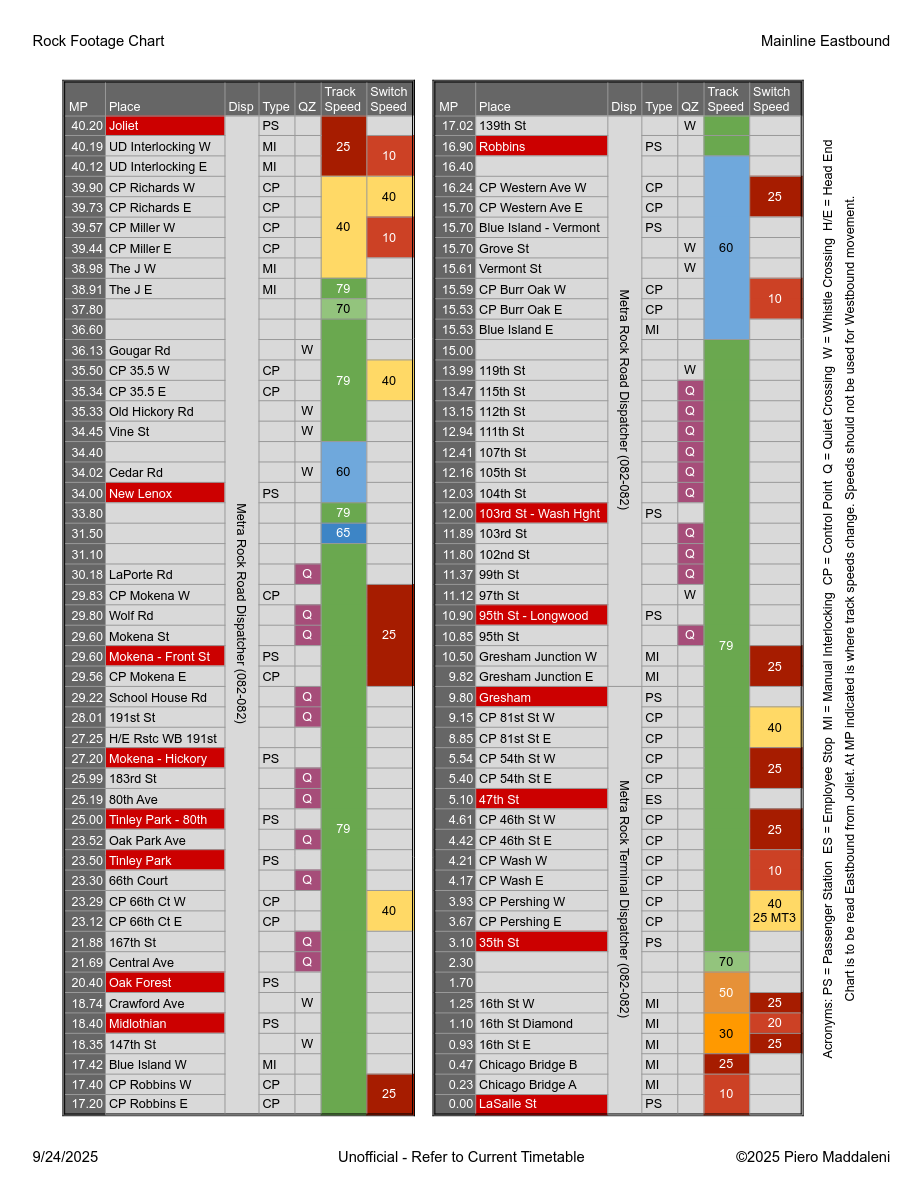 Rock Footage Chart
Mainline Eastbound
MP Place Disp Type QZ Track Speed Switch Speed
40.20 Joliet PS
40.19 UD Interlocking W MI 25 10
40.12 UD Interlocking E MI
39.90 CP Richards W CP 40
39.73 CP Richards E CP
39.57 CP Miller W CP 40 10
39.44 CP Miller E CP
38.98 The J W MI
38.91 The J E MI 79
37.80 70
36.60
36.13 Gougar Rd W
35.50 CP 35.5 W CP 79 40
35.34 CP 35.5 E CP
35.33 Old Hickory Rd W
34.45 Vine St W
34.40
34.02 Cedar Rd W 60
34.00 New Lenox PS
33.80 79
31.50 65
31.10
30.18 LaPorte Rd Q
29.83 CP Mokena W CP
29.80 Wolf Rd Q
29.60 Mokena St Q 25
29.60 Mokena - Front St PS
29.56 CP Mokena E CP
29.22 School House Rd Q
28.01 191st St Q
27.25 H/E Rstc WB 191st
27.20 Mokena - Hickory PS
25.99 183rd St Q
25.19 80th Ave Q
25.00 Tinley Park - 80th PS
23.52 Oak Park Ave Q 79
23.50 Tinley Park PS
23.30 66th Court Q
23.29 CP 66th Ct W CP 40
23.12 CP 66th Ct E CP
21.88 167th St Q
21.69 Central Ave Q
20.40 Oak Forest PS
18.74 Crawford Ave W
18.40 Midlothian PS
18.35 147th St W
17.42 Blue Island W MI
17.40 CP Robbins W CP 25
17.20 CP Robbins E CP
Metra Rock Road Dispatcher (082-082)
MP Place Disp Type QZ Track Speed Switch Speed
17.02 139th St W
16.90 Robbins PS
16.40
16.24 CP Western Ave W CP 25
15.70 CP Western Ave E CP
15.70 Blue Island - Vermont PS
15.70 Grove St W 60
15.61 Vermont St W
15.59 CP Burr Oak W CP 10
15.53 CP Burr Oak E CP
15.53 Blue Island E MI
15.00
13.99 119th St W
13.47 115th St Q
13.15 112th St Q
12.94 111th St Q
12.41 107th St Q
12.16 105th St Q
12.03 104th St Q
12.00 103rd St - Wash Hght PS
11.89 103rd St Q
11.80 102nd St Q
11.37 99th St Q
11.12 97th St W
10.90 95th St - Longwood PS
10.85 95th St Q 79
10.50 Gresham Junction W MI 25
9.82 Gresham Junction E MI
9.80 Gresham PS
9.15 CP 81st St W CP 40
8.85 CP 81st St E CP
5.54 CP 54th St W CP 25
5.40 CP 54th St E CP
5.10 47th St ES
4.61 CP 46th St W CP 25
4.42 CP 46th St E CP
4.21 CP Wash W CP 10
4.17 CP Wash E CP
3.93 CP Pershing W CP 40
3.67 CP Pershing E CP 25 MT3
3.10 35th St PS
2.30 70
1.70 50
1.25 16th St W MI 25
1.10 16th St Diamond MI 30 20
0.93 16th St E MI 25
0.47 Chicago Bridge B MI 25
0.23 Chicago Bridge A MI 10
0.00 LaSalle St PS
Metra Rock Road Dispatcher (082-082)
Metra Rock Terminal Dispatcher (082-082)
Acronyms: PS = Passenger Station ES = Employee Stop MI = Manual Interlocking CP = Control Point Q = Quiet Crossing W = Whistle Crossing H/E = Head End
Chart is to be read Eastbound from Joliet. At MP indicated is where track speeds change. Speeds should not be used for Westbound movement.
9/24/2025
Unofficial - Refer to Current Timetable
©2025 Piero Maddaleni